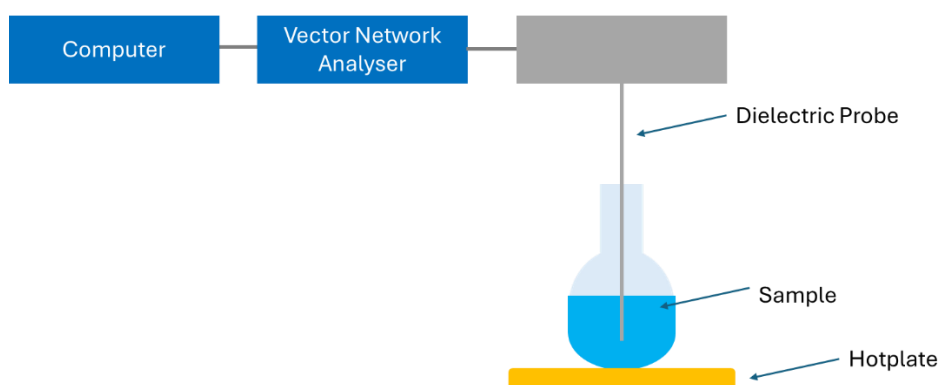 Computer
Vector Network
Analyser
Dielectric Probe
Sample
Hotplate